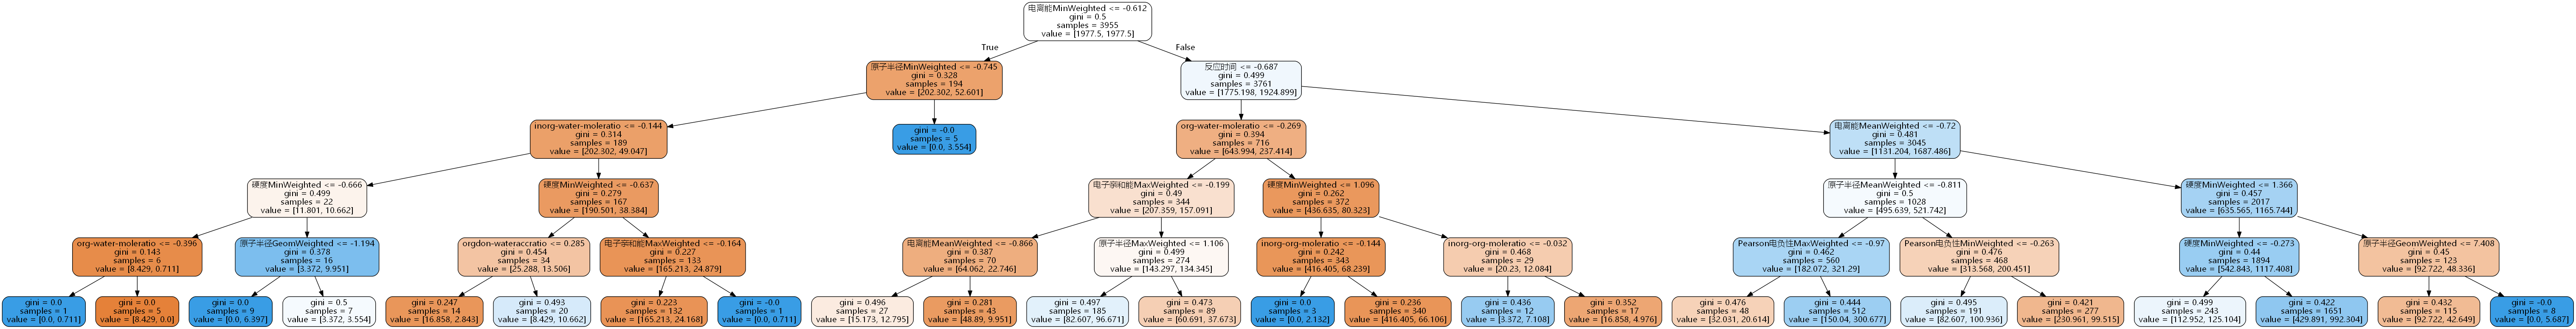 电离能MinWeighted <= -0.612
gini = 0.5
samples = 3955
value = [1977.5, 1977.5]
True
False
原子半径MinWeighted <= -0.745
gini = 0.328
samples = 194
value = [202.302, 52.601]
反应时间 <= -0.687
gini = 0.499
samples = 3761
value = [1775.198, 1924.899]
inorg-water-moleratio <= -0.144
gini = 0.314
samples = 189
value = [202.302, 49.047]
gini = -0.0
samples = 5
value = [0.0, 3.554]
org-water-moleratio <= -0.269
gini = 0.394
samples = 716
value = [643.994, 237.414]
电离能MeanWeighted <= -0.72
gini = 0.481
samples = 3045
value = [1131.204, 1687.486]
硬度MinWeighted <= -0.666
gini = 0.499
samples = 22
value = [11.801, 10.662]
硬度MinWeighted <= -0.637
gini = 0.279
samples = 167
value = [190.501, 38.384]
电子亲和能MaxWeighted <= -0.199
gini = 0.49
samples = 344
value = [207.359, 157.091]
硬度MinWeighted <= 1.096
gini = 0.262
samples = 372
value = [436.635, 80.323]
原子半径MeanWeighted <= -0.811
gini = 0.5
samples = 1028
value = [495.639, 521.742]
硬度MinWeighted <= 1.366
gini = 0.457
samples = 2017
value = [635.565, 1165.744]
org-water-moleratio <= -0.396
gini = 0.143
samples = 6
value = [8.429, 0.711]
原子半径GeomWeighted <= -1.194
gini = 0.378
samples = 16
value = [3.372, 9.951]
orgdon-wateraccratio <= 0.285
gini = 0.454
samples = 34
value = [25.288, 13.506]
电子亲和能MaxWeighted <= -0.164
gini = 0.227
samples = 133
value = [165.213, 24.879]
电离能MeanWeighted <= -0.866
gini = 0.387
samples = 70
value = [64.062, 22.746]
原子半径MaxWeighted <= 1.106
gini = 0.499
samples = 274
value = [143.297, 134.345]
inorg-org-moleratio <= -0.144
gini = 0.242
samples = 343
value = [416.405, 68.239]
inorg-org-moleratio <= -0.032
gini = 0.468
samples = 29
value = [20.23, 12.084]
Pearson电负性MaxWeighted <= -0.97
gini = 0.462
samples = 560
value = [182.072, 321.29]
Pearson电负性MinWeighted <= -0.263
gini = 0.476
samples = 468
value = [313.568, 200.451]
硬度MinWeighted <= -0.273
gini = 0.44
samples = 1894
value = [542.843, 1117.408]
原子半径GeomWeighted <= 7.408
gini = 0.45
samples = 123
value = [92.722, 48.336]
gini = 0.0
samples = 1
value = [0.0, 0.711]
gini = 0.0
samples = 5
value = [8.429, 0.0]
gini = 0.0
samples = 9
value = [0.0, 6.397]
gini = 0.5
samples = 7
value = [3.372, 3.554]
gini = 0.247
samples = 14
value = [16.858, 2.843]
gini = 0.493
samples = 20
value = [8.429, 10.662]
gini = 0.223
samples = 132
value = [165.213, 24.168]
gini = -0.0
samples = 1
value = [0.0, 0.711]
gini = 0.496
samples = 27
value = [15.173, 12.795]
gini = 0.281
samples = 43
value = [48.89, 9.951]
gini = 0.497
samples = 185
value = [82.607, 96.671]
gini = 0.473
samples = 89
value = [60.691, 37.673]
gini = 0.0
samples = 3
value = [0.0, 2.132]
gini = 0.236
samples = 340
value = [416.405, 66.106]
gini = 0.436
samples = 12
value = [3.372, 7.108]
gini = 0.352
samples = 17
value = [16.858, 4.976]
gini = 0.476
samples = 48
value = [32.031, 20.614]
gini = 0.444
samples = 512
value = [150.04, 300.677]
gini = 0.495
samples = 191
value = [82.607, 100.936]
gini = 0.421
samples = 277
value = [230.961, 99.515]
gini = 0.499
samples = 243
value = [112.952, 125.104]
gini = 0.422
samples = 1651
value = [429.891, 992.304]
gini = 0.432
samples = 115
value = [92.722, 42.649]
gini = -0.0
samples = 8
value = [0.0, 5.687]